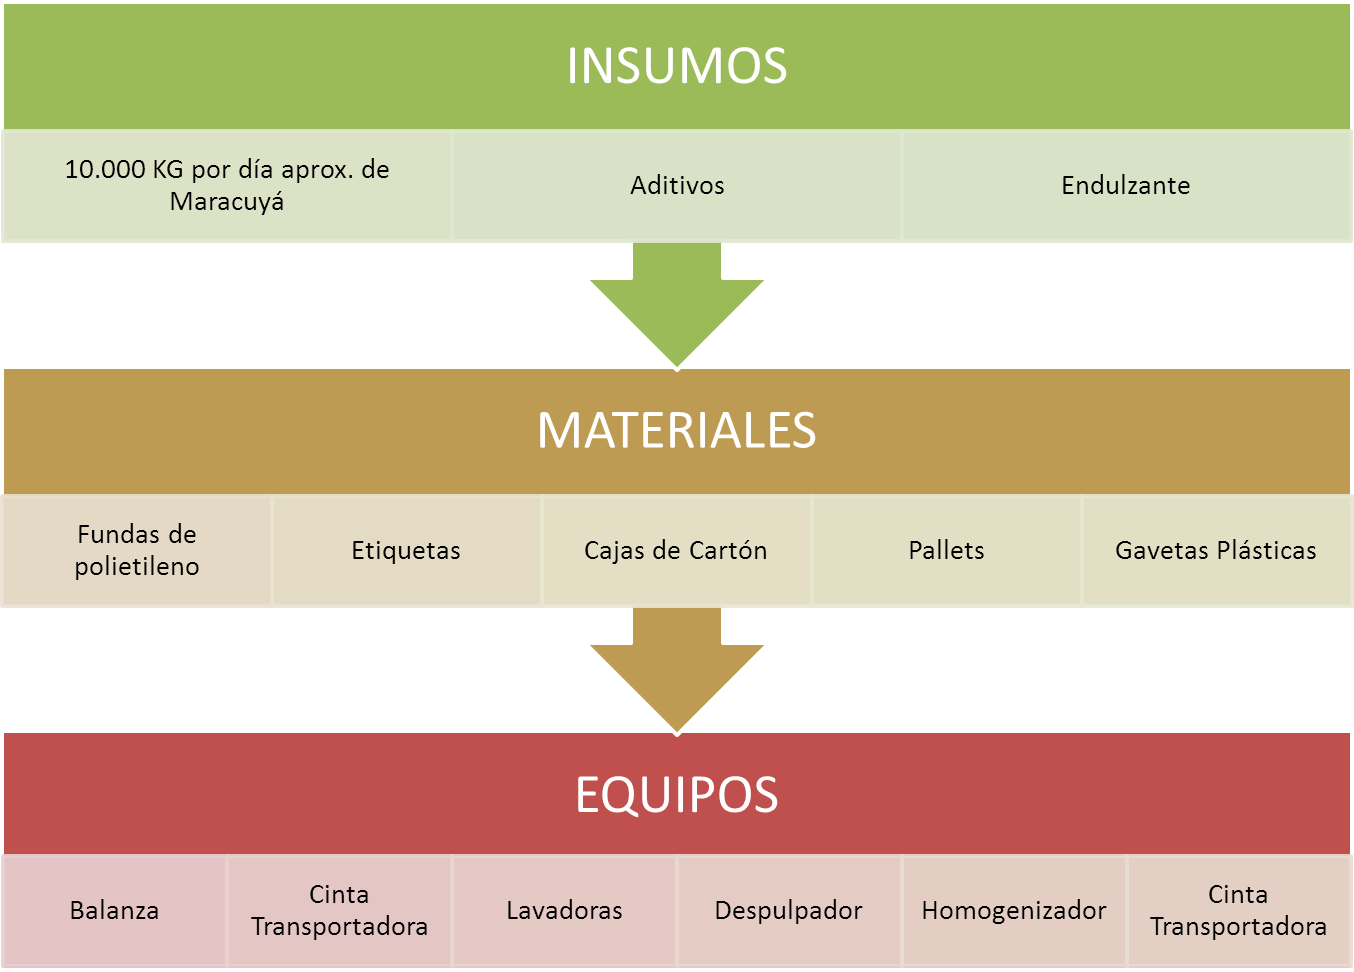 INSUMOS
10.000 KG por día aprox. de
Maracuyá
Aditivos
Endulzante
MATERIALES
Fundas de
polietileno
Etiquetas
Cajas de Cartón
Pallets
Gavetas Plásticas
EQUIPOS
Balanza
Cinta
Transportadora
Lavadoras
Despulpador
Homogenizador
Cinta
Transportadora